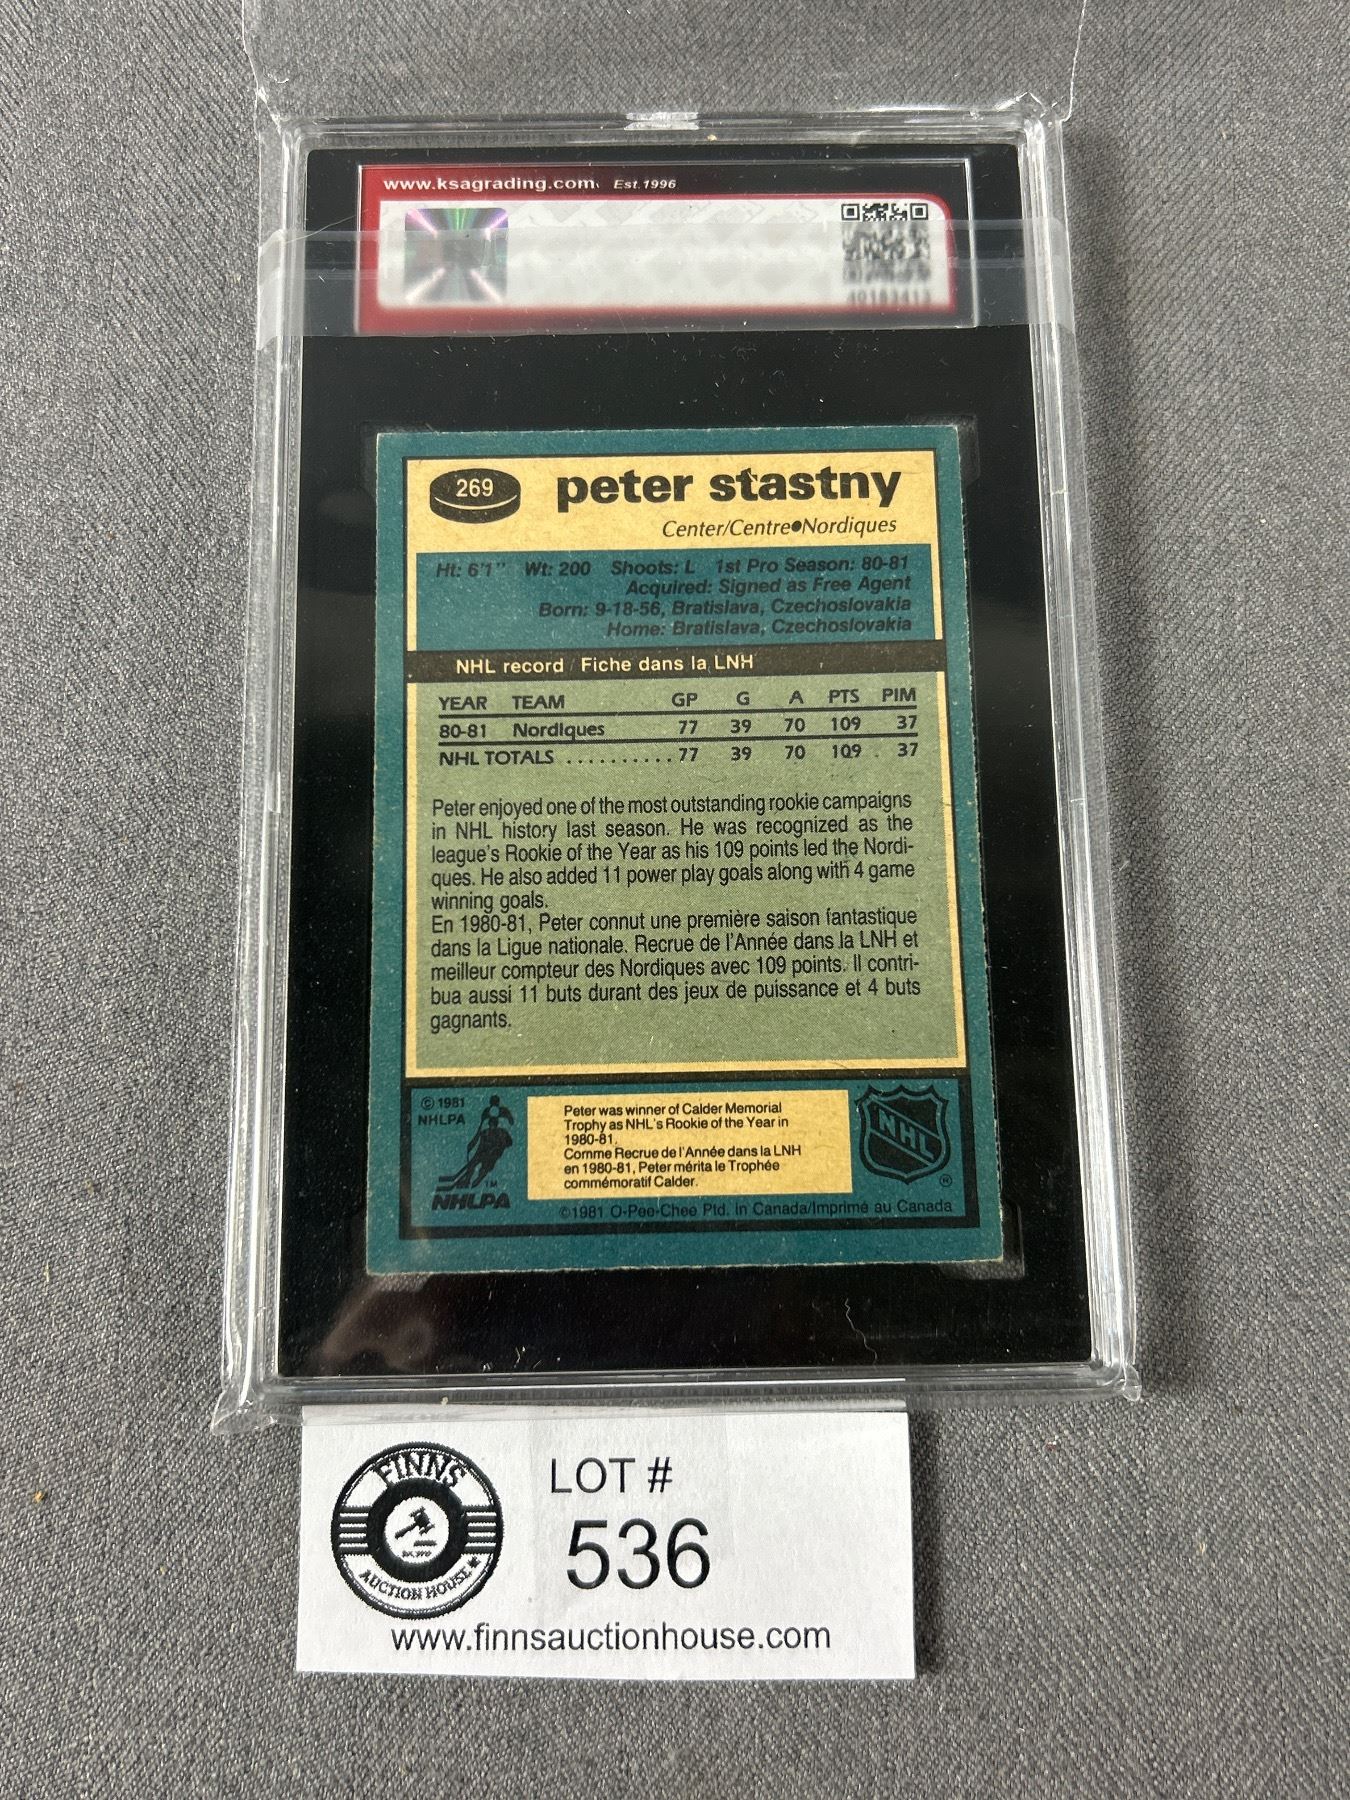 www.ksagrading.com Est.1996
40183413
269
peter stastny
Center/Centre●Nordiques
Ht: 6'1" Wt: 200 Shoots: L 1st Pro Season: 80-81
Acquired: Signed as Free Agent
Born: 9-18-56, Bratislava, Czechoslovakia
Home: Bratislava, Czechoslovakia
NHL record / Fiche dans la LNH
YEAR TEAM GP G A PTS PIM
80-81 Nordiques 77 39 70 109 37
NHL TOTALS .......... 77 39 70 109 37
Peter enjoyed one of the most outstanding rookie campaigns
in NHL history last season. He was recognized as the
league's Rookie of the Year as his 109 points led the Nordi-
ques. He also added 11 power play goals along with 4 game
winning goals.
En 1980-81, Peter connut une première saison fantastique
dans la Ligue nationale. Recrue de l'Année dans la LNH et
meilleur compteur des Nordiques avec 109 points. Il contri-
bua aussi 11 buts durant des jeux de puissance et 4 buts
gagnants.
© 1981
NHLPA
TM
NHLPA
Peter was winner of Calder Memorial
Trophy as NHL's Rookie of the Year in
1980-81.
Comme Recrue de l'Année dans la LNH
en 1980-81, Peter mérita le Trophée
commémoratif Calder.
NHL
®
©1981 O-Pee-Chee Ptd. in Canada/Imprimé au Canada
FINNS
AUCTION HOUSE
LOT #
536
www.finnsauctionhouse.com